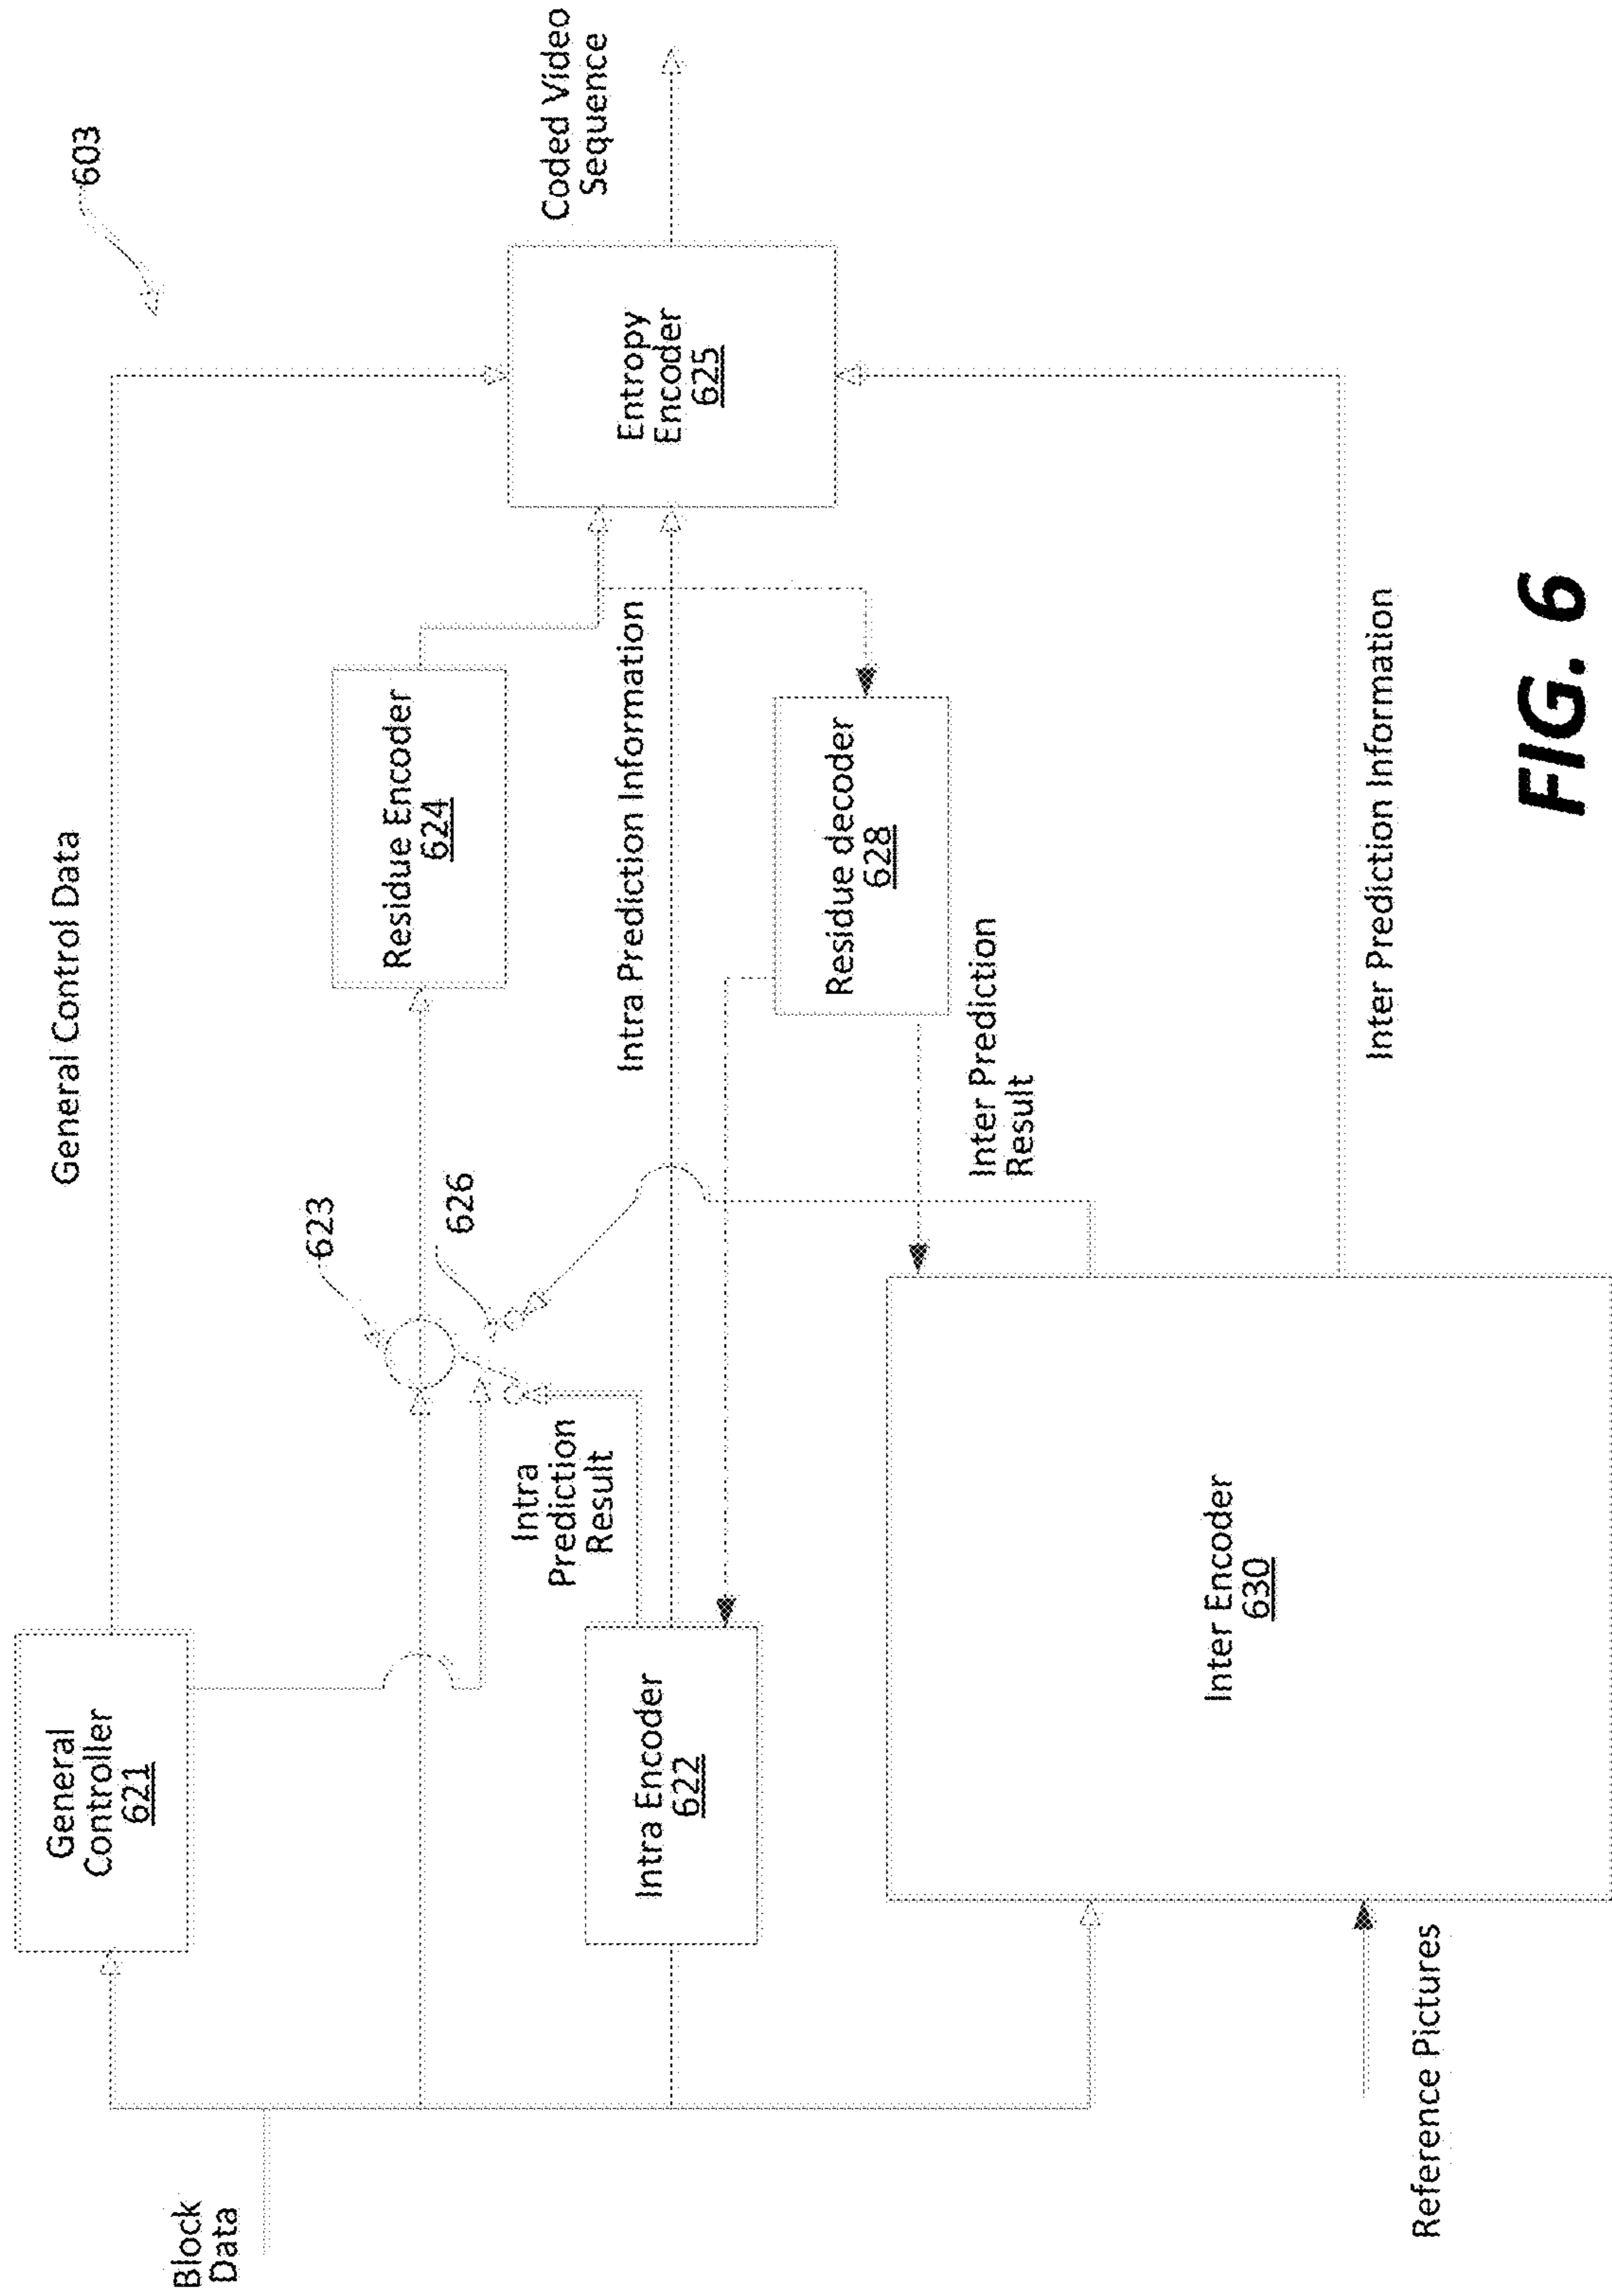 603
General Control Data
Coded Video
Sequence
General
Controller
621
Block
Data
623
626
Residue Encoder
624
Entropy
Encoder
625
Intra
Prediction
Result
Intra Prediction Information
Intra Encoder
622
Residue decoder
628
Inter Prediction
Result
Inter Encoder
630
Inter Prediction Information
Reference Pictures
FIG. 6